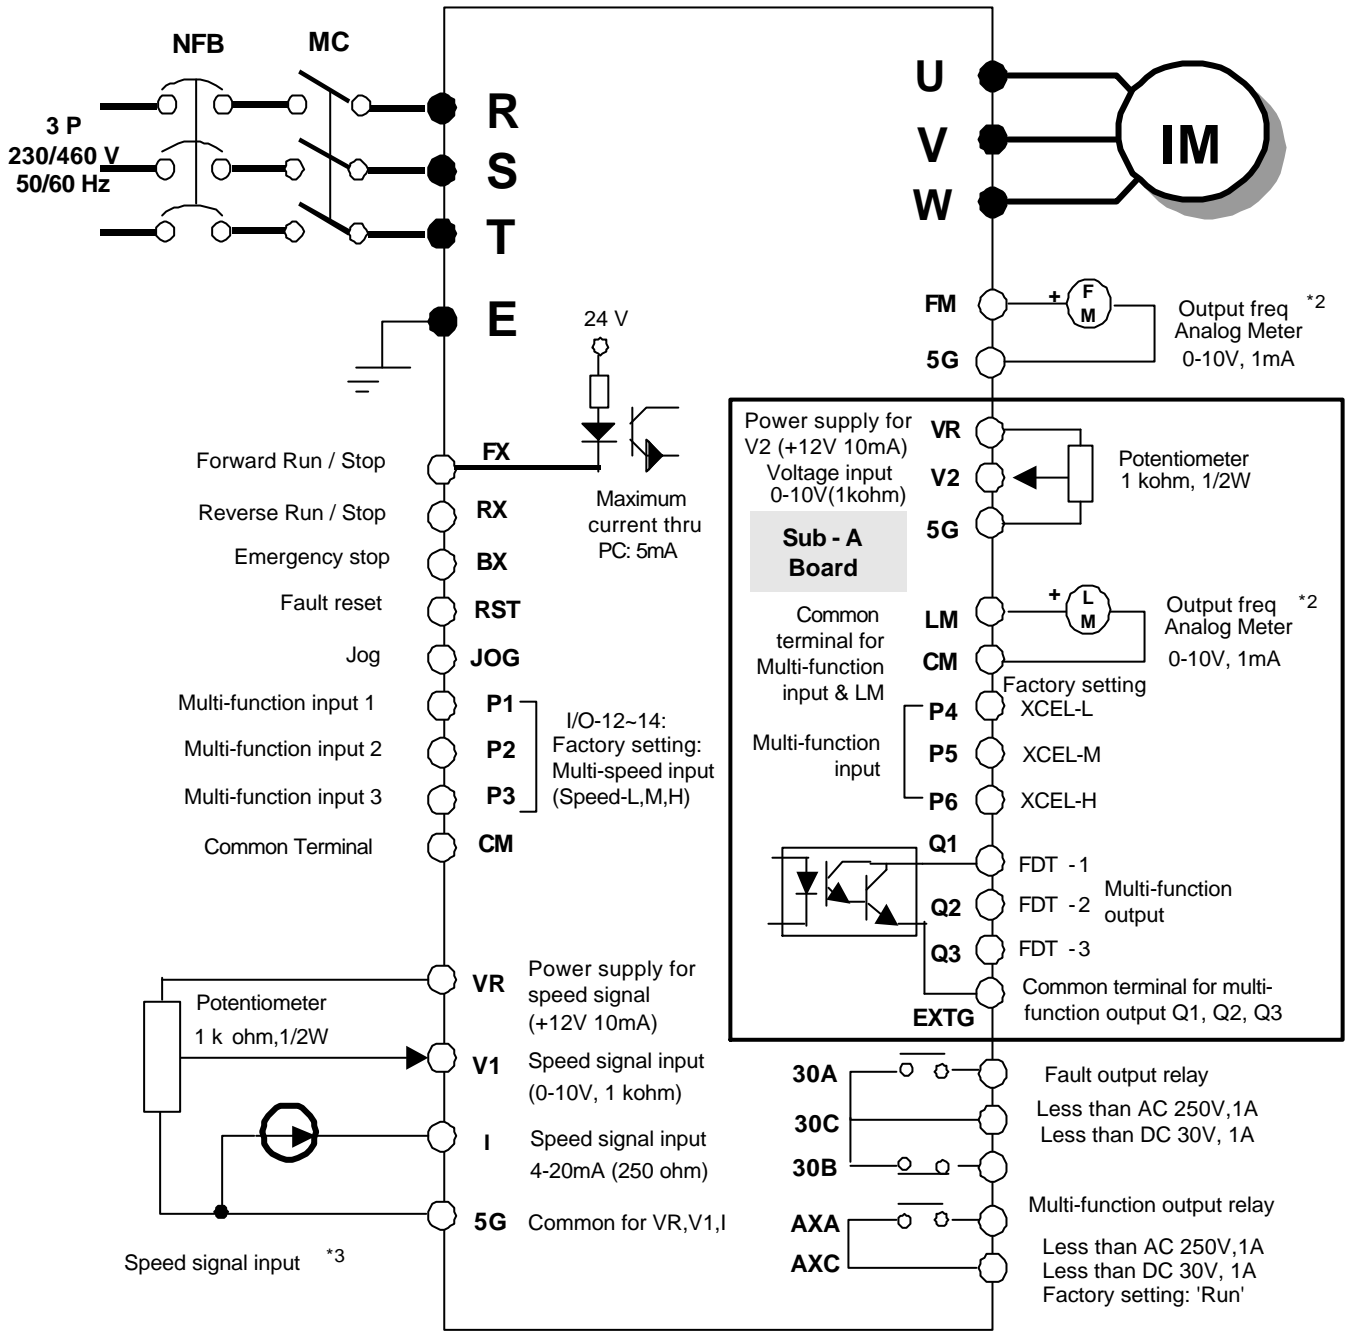 NFB
MC
3 P
230/460 V
50/60 Hz
R
S
T
E
U
V
W
IM
24 V
FM
+
F
M
Output freq *2
Analog Meter
0-10V, 1mA
5G
Forward Run / Stop
FX
Reverse Run / Stop
RX
Emergency stop
BX
Fault reset
RST
Jog
JOG
Maximum
current thru
PC: 5mA
Multi-function input 1
P1
Multi-function input 2
P2
Multi-function input 3
P3
I/O-12~14:
Factory setting:
Multi-speed input
(Speed-L,M,H)
Common Terminal
CM
Power supply for
V2 (+12V 10mA)
VR
Voltage input
0-10V(1kohm)
V2
5G
Potentiometer
1 kohm, 1/2W
Sub - A
Board
Common
terminal for
Multi-function
input & LM
LM
+
L
M
CM
Output freq *2
Analog Meter
0-10V, 1mA
Factory setting
P4
XCEL-L
Multi-function
input
P5
XCEL-M
P6
XCEL-H
Q1
FDT -1
Q2
FDT -2
Q3
FDT -3
Multi-function
output
EXTG
Common terminal for multi-
function output Q1, Q2, Q3
Potentiometer
1 k ohm,1/2W
VR
Power supply for
speed signal
(+12V 10mA)
V1
Speed signal input
(0-10V, 1 kohm)
I
Speed signal input
4-20mA (250 ohm)
5G
Common for VR,V1,I
Speed signal input *3
30A
30C
30B
Fault output relay
Less than AC 250V,1A
Less than DC 30V, 1A
AXA
AXC
Multi-function output relay
Less than AC 250V,1A
Less than DC 30V, 1A
Factory setting: 'Run'